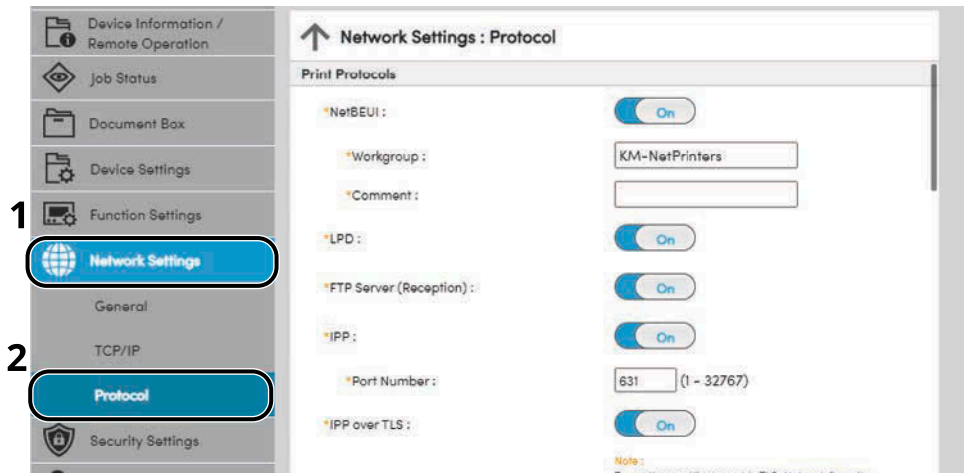 Device Information /
Remote Operation
Job Status
Document Box
Device Settings
1
Function Settings
Network Settings
General
TCP/IP
2
Protocol
Security Settings
Network Settings : Protocol
Print Protocols
*NetBEUI :
On
*Workgroup :
KM-NetPrinters
*Comment :
*LPD :
On
*FTP Server (Reception) :
On
*IPP :
On
*Port Number :
631 (1 - 32767)
*IPP over TLS :
On
Note :